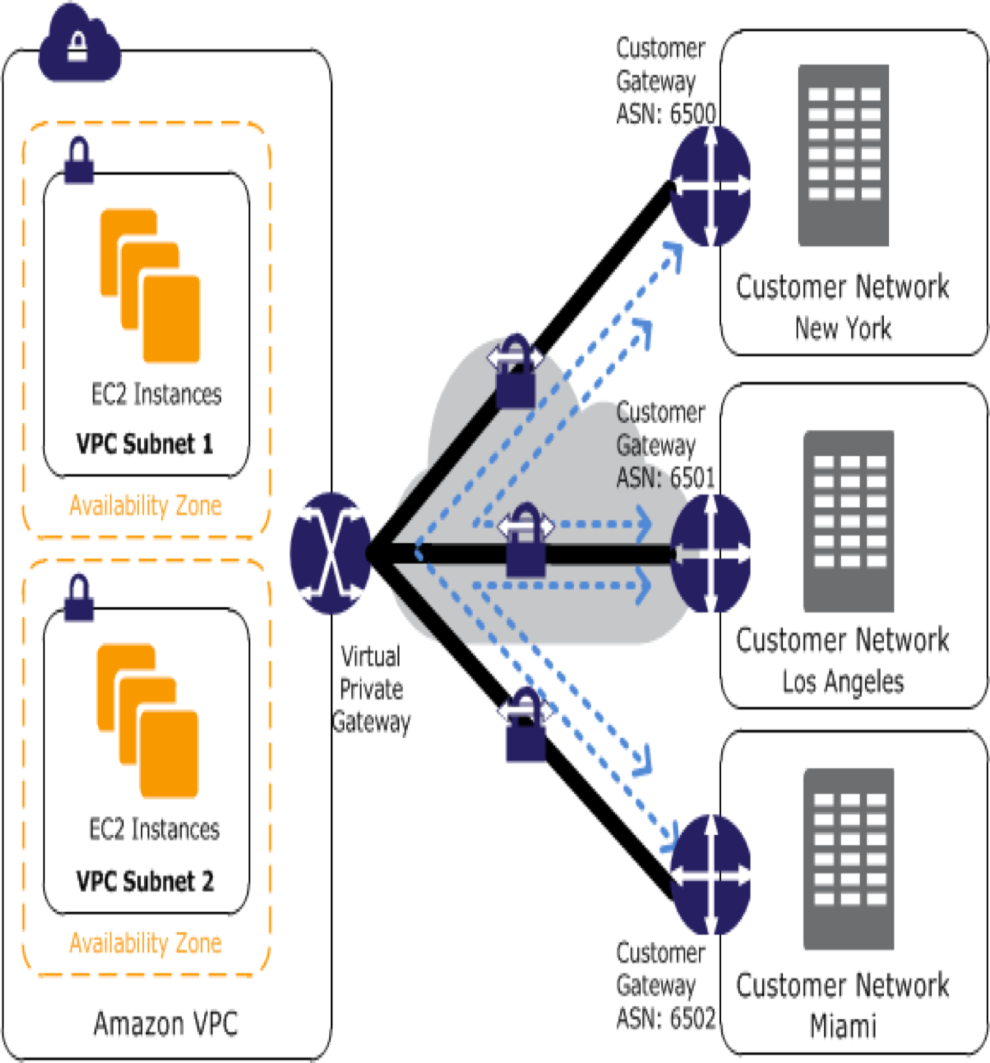 EC2 Instances
VPC Subnet 1
Availability Zone
EC2 Instances
VPC Subnet 2
Availability Zone
Amazon VPC
Virtual
Private
Gateway
Customer
Gateway
ASN: 6500
Customer Network
New York
Customer
Gateway
ASN: 6501
Customer Network
Los Angeles
Customer
Gateway
ASN: 6502
Customer Network
Miami